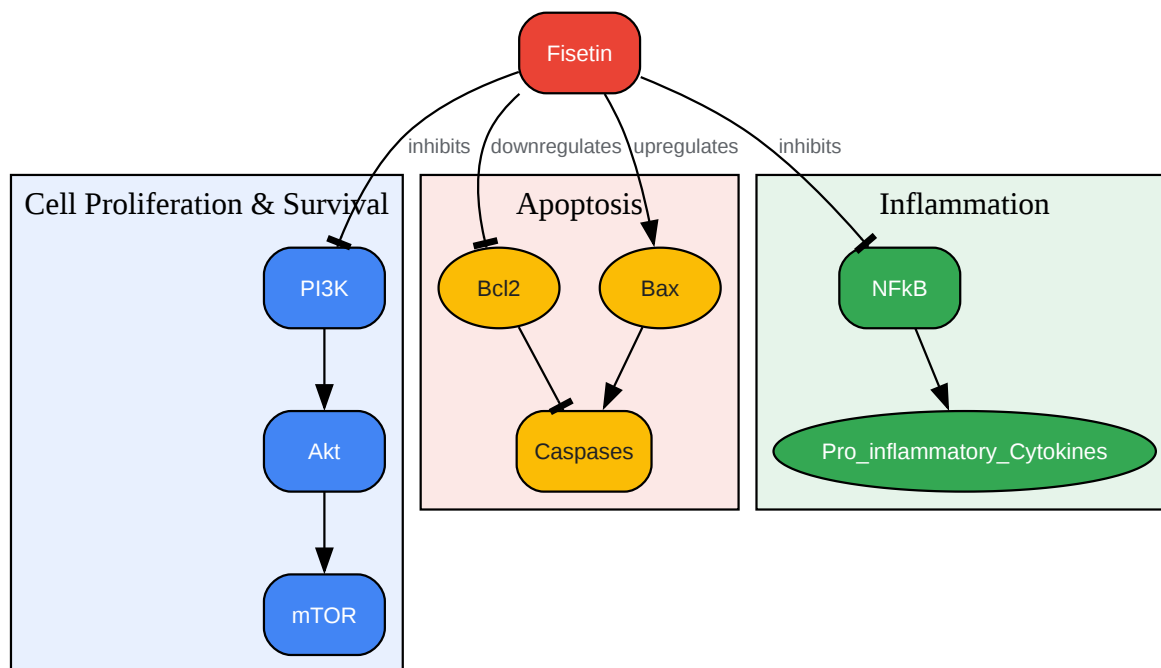 Fisetin
inhibits
downregulates
upregulates
inhibits
Cell Proliferation & Survival
Apoptosis
Inflammation
PI3K
Bcl2
Bax
NFkB
Akt
Caspases
Pro_inflammatory_Cytokines
mTOR